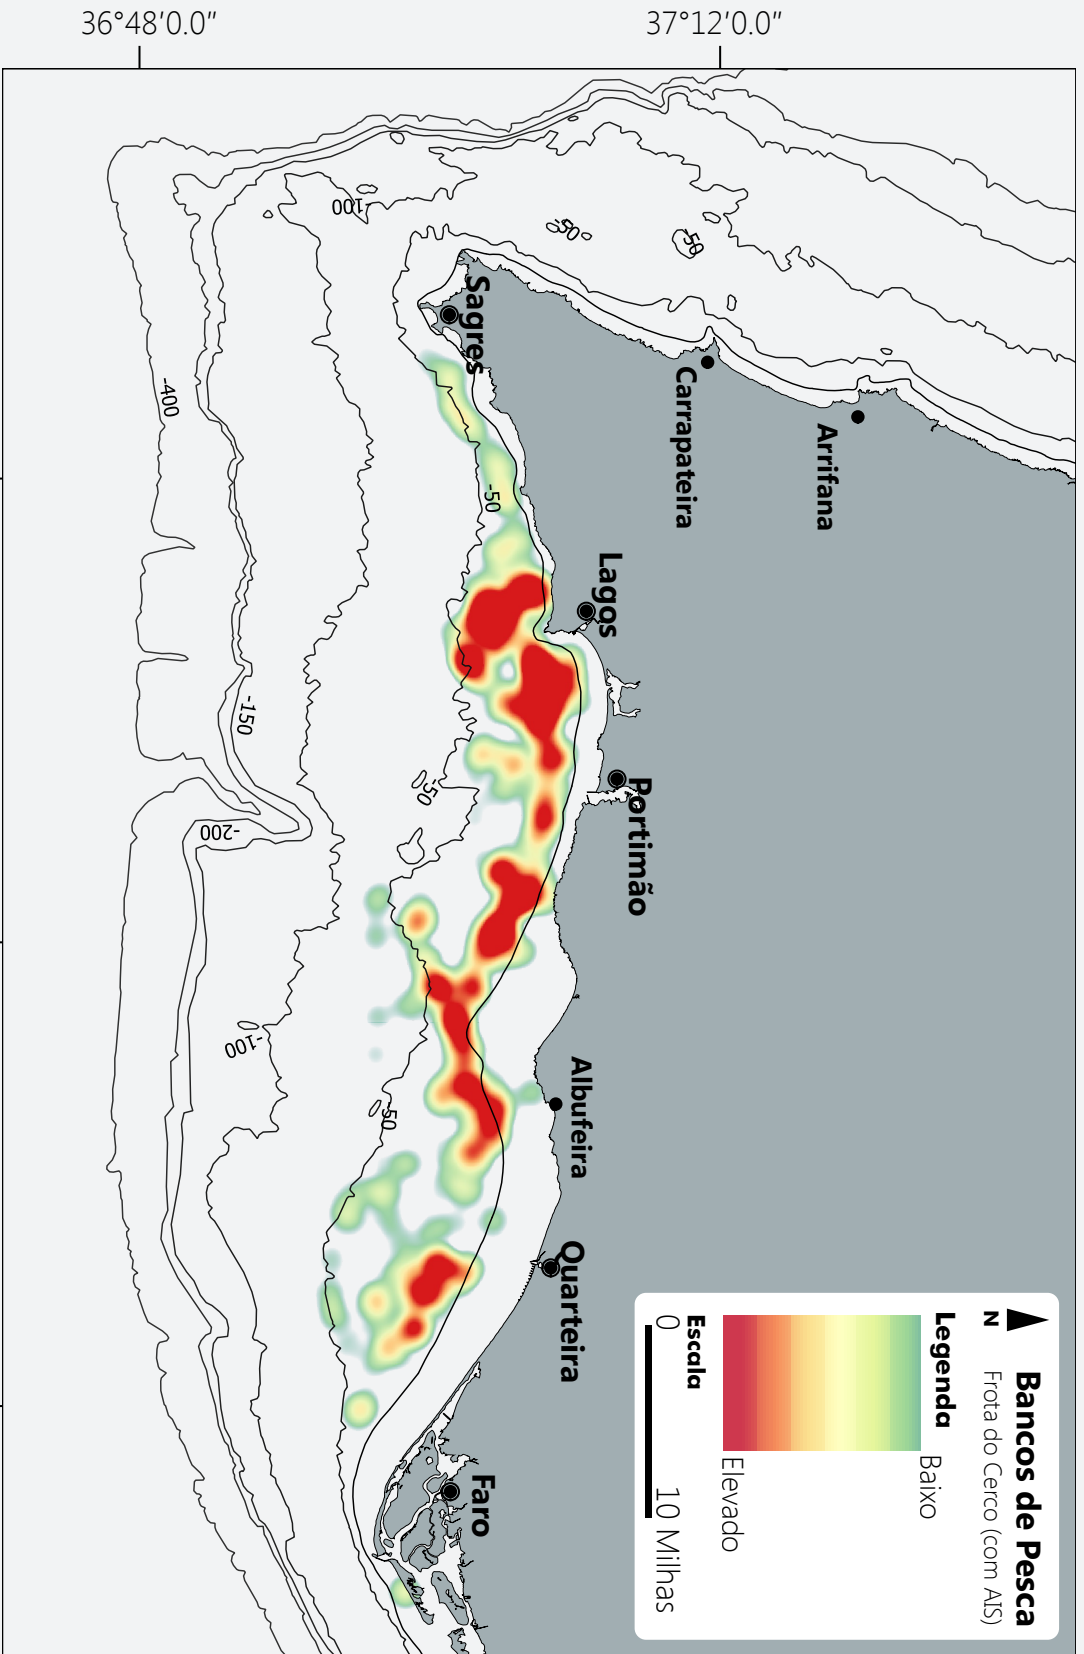 36°48'0.0"
37°12'0.0"
Bancos de Pesca
Frota do Cerco (com AIS)
N
Legenda
Baixo
Elevado
Escala
0
10 Milhas
Arrifana
Carrapateira
Sagres
Lagos
Portimão
Albufeira
Quarteira
Faro
-50
-50
-100
-50
-400
-150
-50
-200
-100
-50